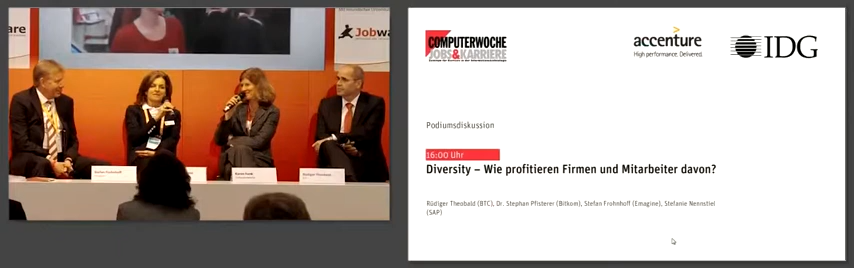 Jobwa
COMPUTERWOCHE
JOBS&KARRIERE
accenture
High performance. Delivered.
IDG
Podiumsdiskussion
16:00 Uhr
Diversity – Wie profitieren Firmen und Mitarbeiter davon?
Rüdiger Theobald (BTC), Dr. Stephan Pfisterer (Bitkom), Stefan Frohnhoff (Emagine), Stefanie Nennstiel
(SAP)